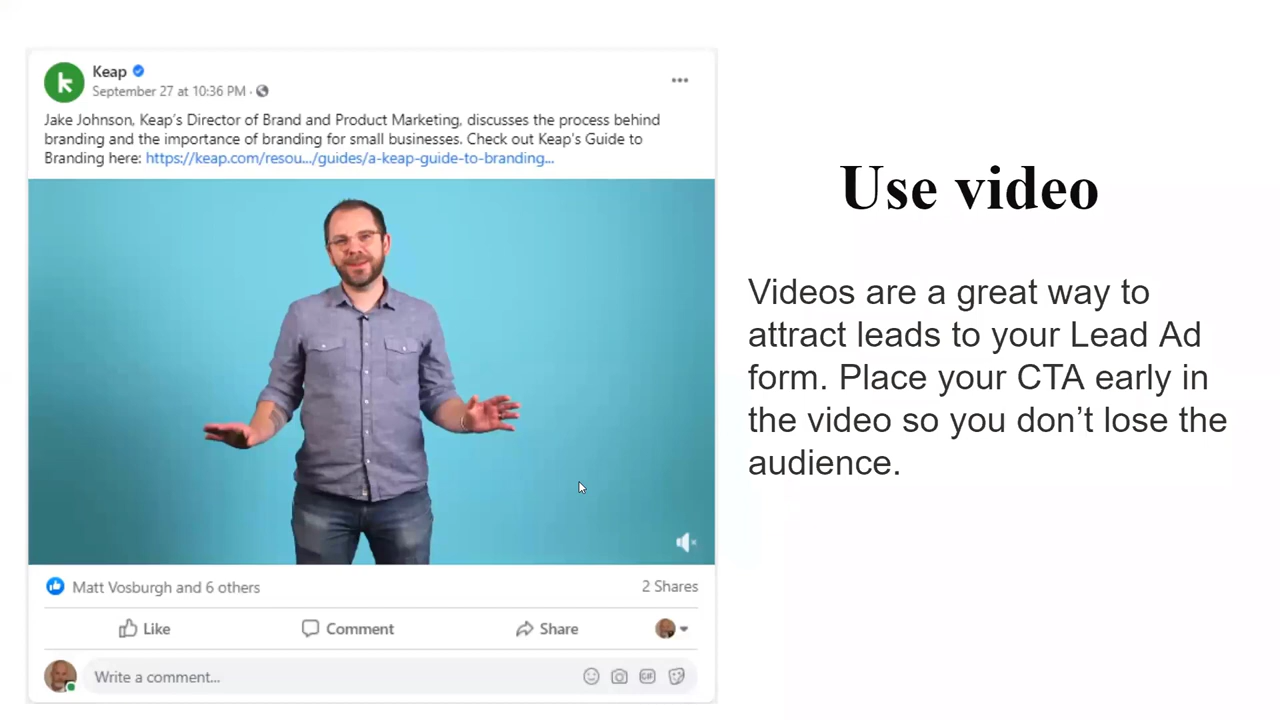 Keap
September 27 at 10:36 PM ·
Jake Johnson, Keap's Director of Brand and Product Marketing, discusses the process behind
branding and the importance of branding for small businesses. Check out Keap's Guide to
Branding here: https://keap.com/resou.../guides/a-keap-guide-to-branding...
Matt Vosburgh and 6 others
2 Shares
Like
Comment
Share
Write a comment...
GIF
Use video
Videos are a great way to
attract leads to your Lead Ad
form. Place your CTA early in
the video so you don’t lose the
audience.